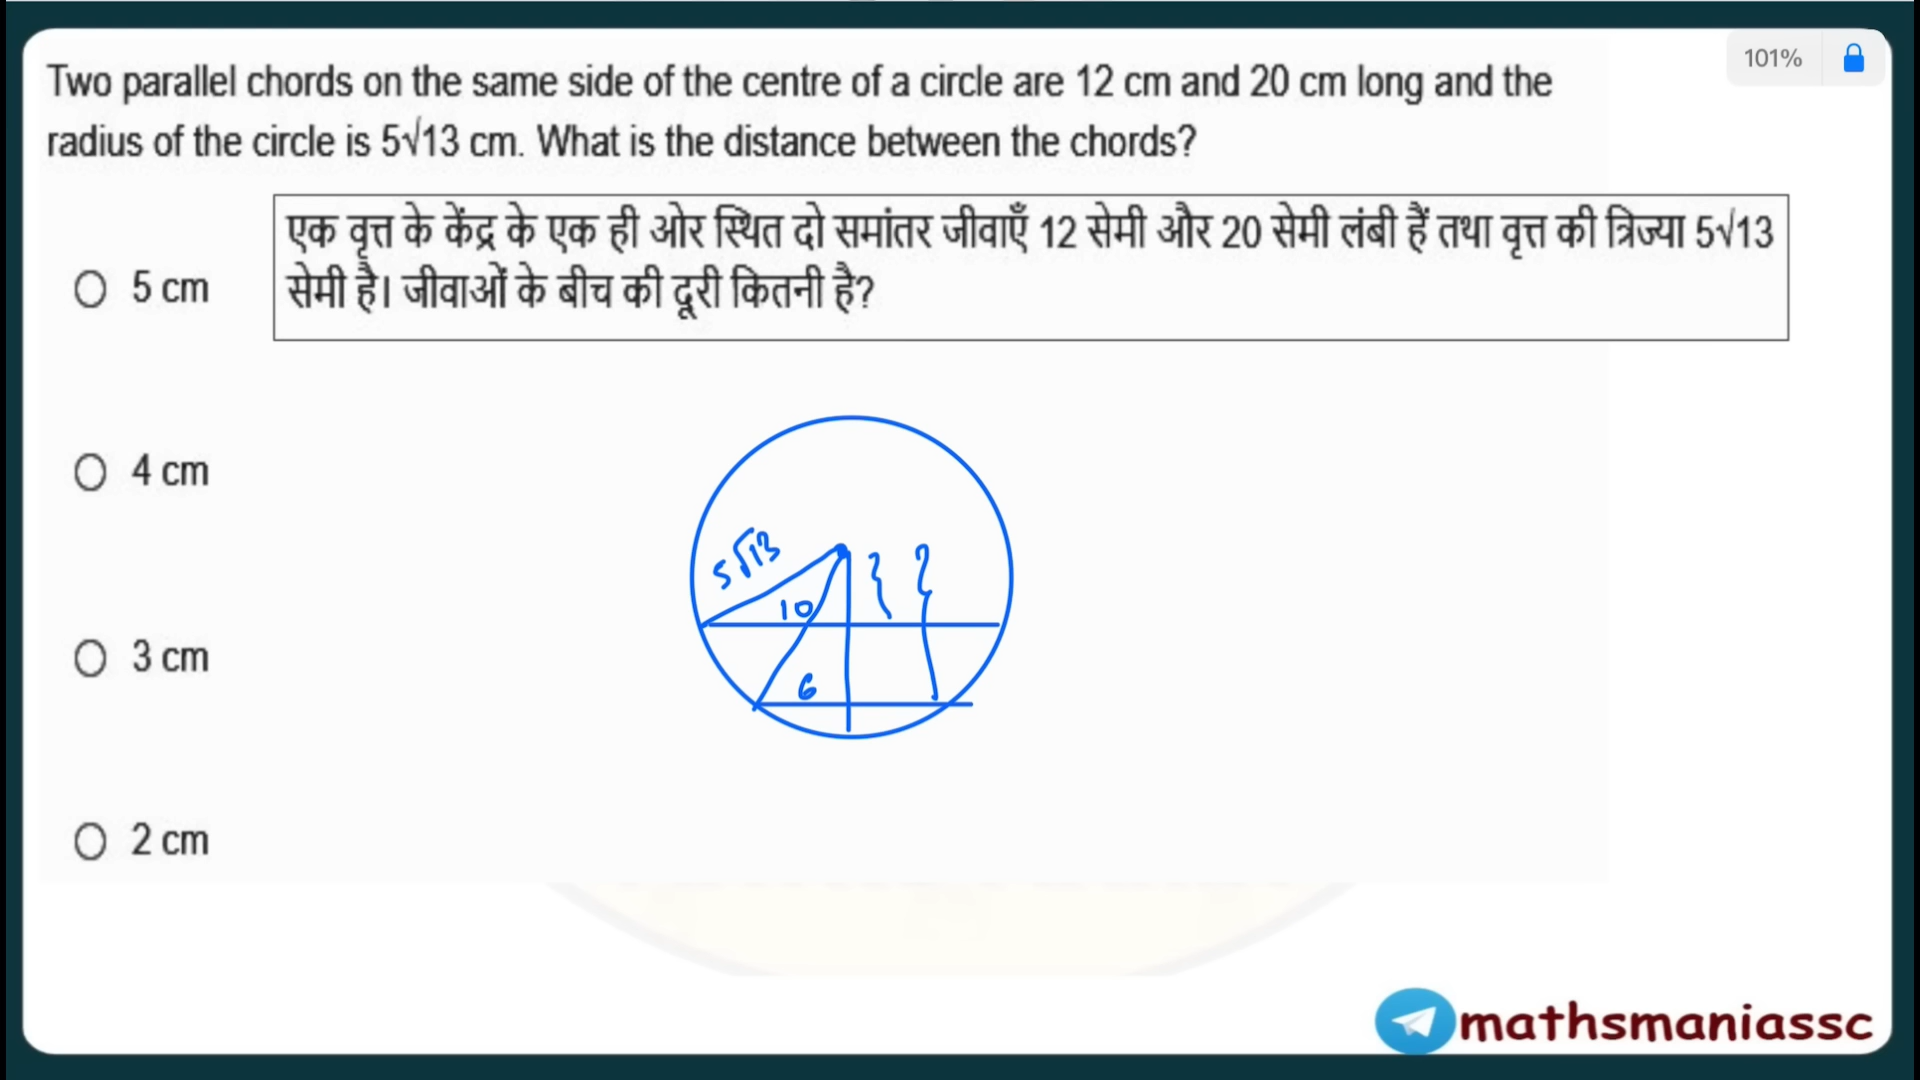 101%
Two parallel chords on the same side of the centre of a circle are 12 cm and 20 cm long and the
radius of the circle is 5√13 cm. What is the distance between the chords?
एक वृत्त के केंद्र के एक ही ओर स्थित दो समांतर जीवाएँ 12 सेमी और 20 सेमी लंबी हैं तथा वृत्त की त्रिज्या 5√13
सेमी है। जीवाओं के बीच की दूरी कितनी है?
5 cm
4 cm
3 cm
2 cm
5√13
10
6
mathsmaniassc